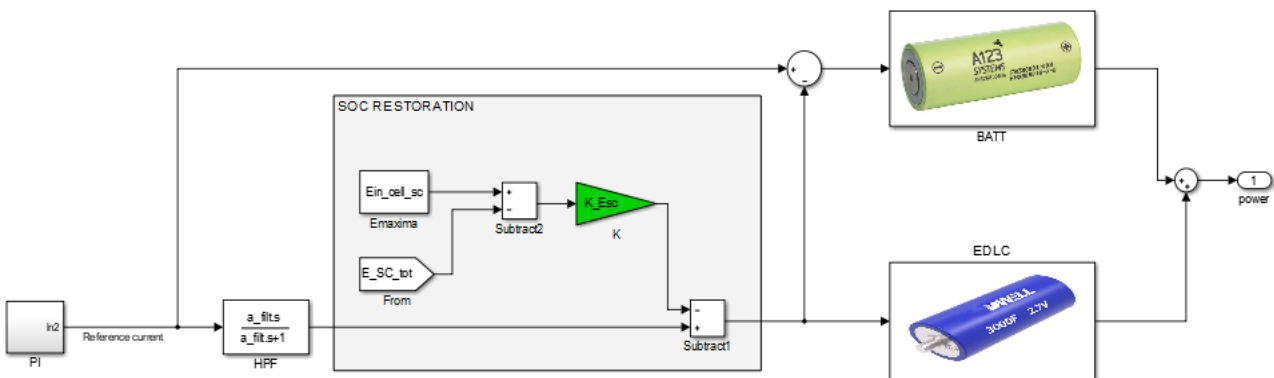 A123
SYSTEMS
BATT
SOC RESTORATION
+
-
Ein_cell_sc
Emaxima
+
-
Subtract2
K_Esc
K
E_SC_tot
From
+
+
1
power
EDLC
In2
PI
Reference current
a_filt.s
a_filt.s+1
HPF
-
+
Subtract1
3000F 2.7V